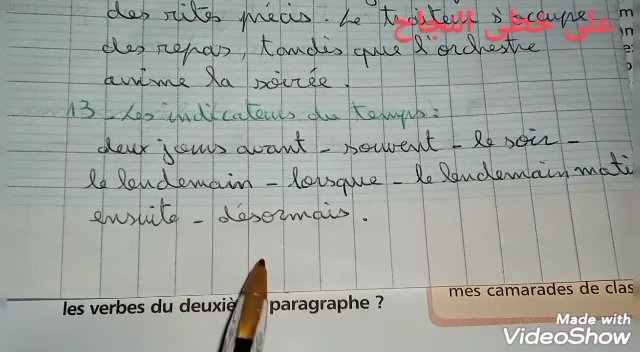 des rites précis. Le traiteur s'occupe
على خطى النجاح
des repas, tandis que l'orchestre
anime la soirée.
13 - Les indicateurs du temps :
deux jours avant - souvent - le soir -
le lendemain - lorsque - le lendemain mati
ensuite - désormais.
les verbes du deuxiè paragraphe ?
mes camarades de clas
Made with
VideoShow